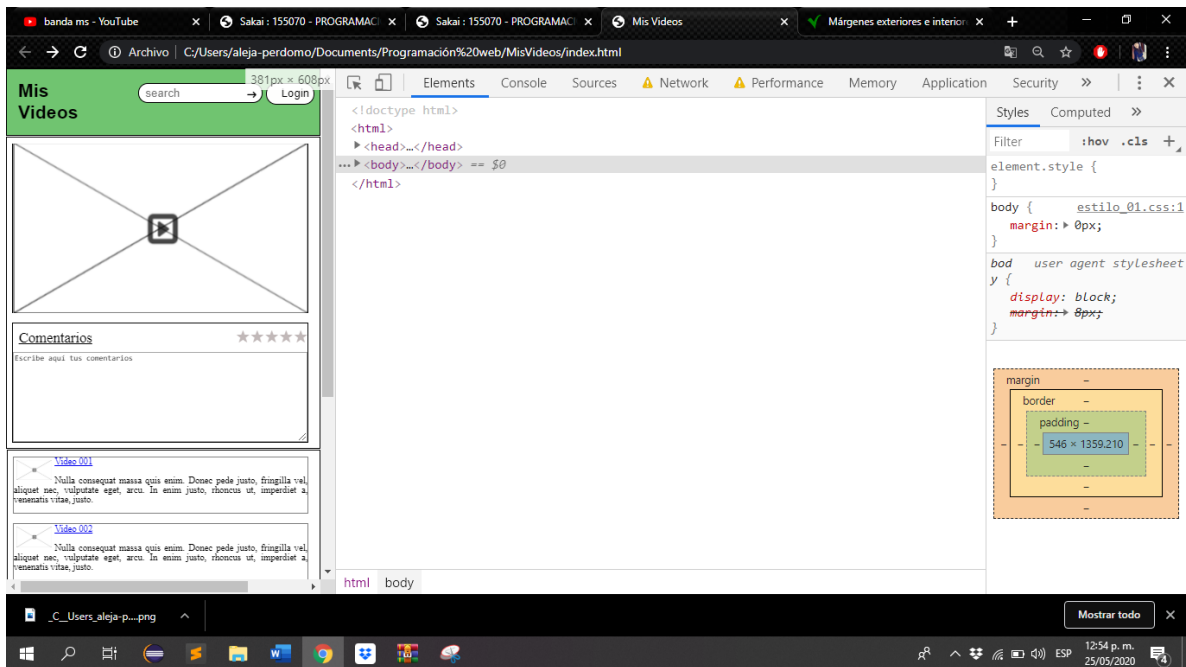 banda ms - YouTube
Sakai : 155070 - PROGRAMAC
Sakai : 155070 - PROGRAMAC
Mis Videos
Márgenes exteriores e interior
Archivo
C:/Users/aleja-perdomo/Documents/Programación%20web/MisVideos/index.html
Mis
Videos
search
→
Login
381px × 608px
Comentarios
Escribe aqui tus comentarios
Video 001
Nulla consequat massa quis enim. Donec pede justo, fringilla vel,
aliquet nec, vulputate eget, arcu. In enim justo, rhoncus ut, imperdiet a,
venenatis vitae, justo.
Video 002
Nulla consequat massa quis enim. Donec pede justo, fringilla vel,
aliquet nec, vulputate eget, arcu. In enim justo, rhoncus ut, imperdiet a,
venenatis vitae, justo.
Elements
Console
Sources
Network
Performance
Memory
Application
Security
<!doctype html>
<html>
<head>…</head>
<body>…</body> == $0
</html>
html body
Styles
Computed
Filter
:hov .cls +
element.style {
}
body {
estilo_01.css:1
margin: 0px;
}
bod user agent stylesheet
y {
display: block;
margin: 8px;
}
margin –
border –
padding –
– – – 546 × 1359.210 – – –
–
–
–
_C__Users_aleja-p....png
Mostrar todo
ESP
12:54 p. m.
25/05/2020
4